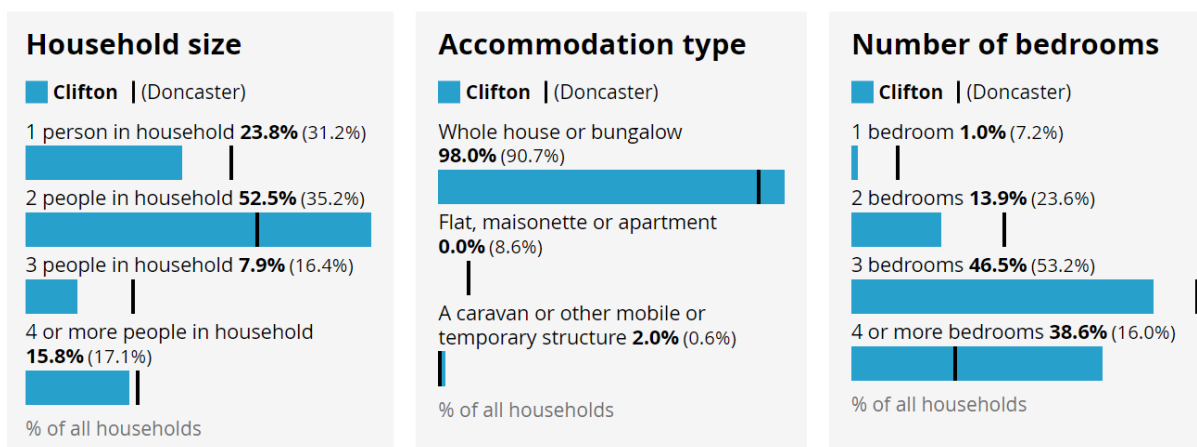 Household size
Clifton (Doncaster)
1 person in household 23.8% (31.2%)
2 people in household 52.5% (35.2%)
3 people in household 7.9% (16.4%)
4 or more people in household
15.8% (17.1%)
% of all households
Accommodation type
Clifton (Doncaster)
Whole house or bungalow
98.0% (90.7%)
Flat, maisonette or apartment
0.0% (8.6%)
A caravan or other mobile or
temporary structure 2.0% (0.6%)
% of all households
Number of bedrooms
Clifton (Doncaster)
1 bedroom 1.0% (7.2%)
2 bedrooms 13.9% (23.6%)
3 bedrooms 46.5% (53.2%)
4 or more bedrooms 38.6% (16.0%)
% of all households